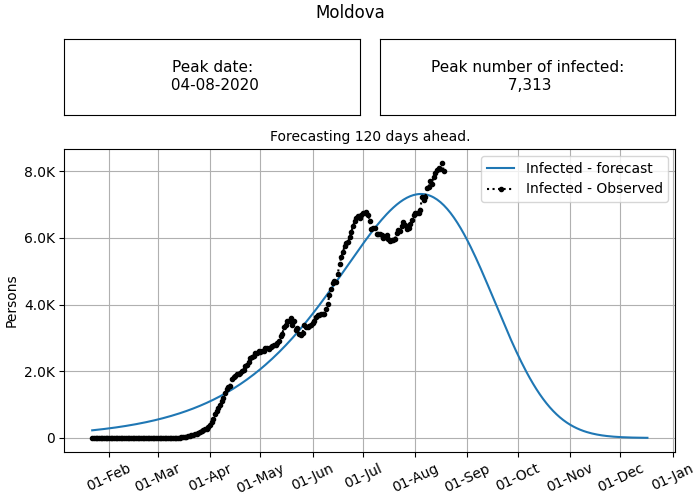 Moldova
Peak date:
04-08-2020
Peak number of infected:
7,313
Forecasting 120 days ahead.
Infected - forecast
Infected - Observed
8.0K
6.0K
4.0K
2.0K
0
Persons
01-Feb
01-Mar
01-Apr
01-May
01-Jun
01-Jul
01-Aug
01-Sep
01-Oct
01-Nov
01-Dec
01-Jan